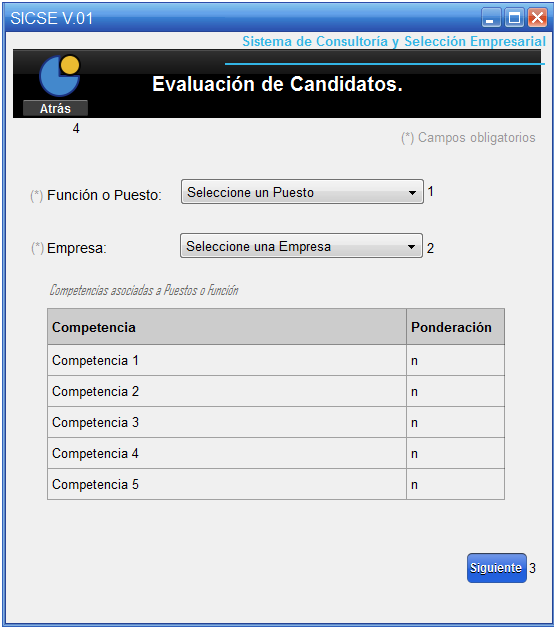 SICSE V.01
Sistema de Consultoría y Selección Empresarial
Evaluación de Candidatos.
Atrás
4
(*) Campos obligatorios
(*) Función o Puesto: Seleccione un Puesto 1
(*) Empresa: Seleccione una Empresa 2
Competencias asociadas a Puestos o Función
Competencia Ponderación
Competencia 1 n
Competencia 2 n
Competencia 3 n
Competencia 4 n
Competencia 5 n
Siguiente 3